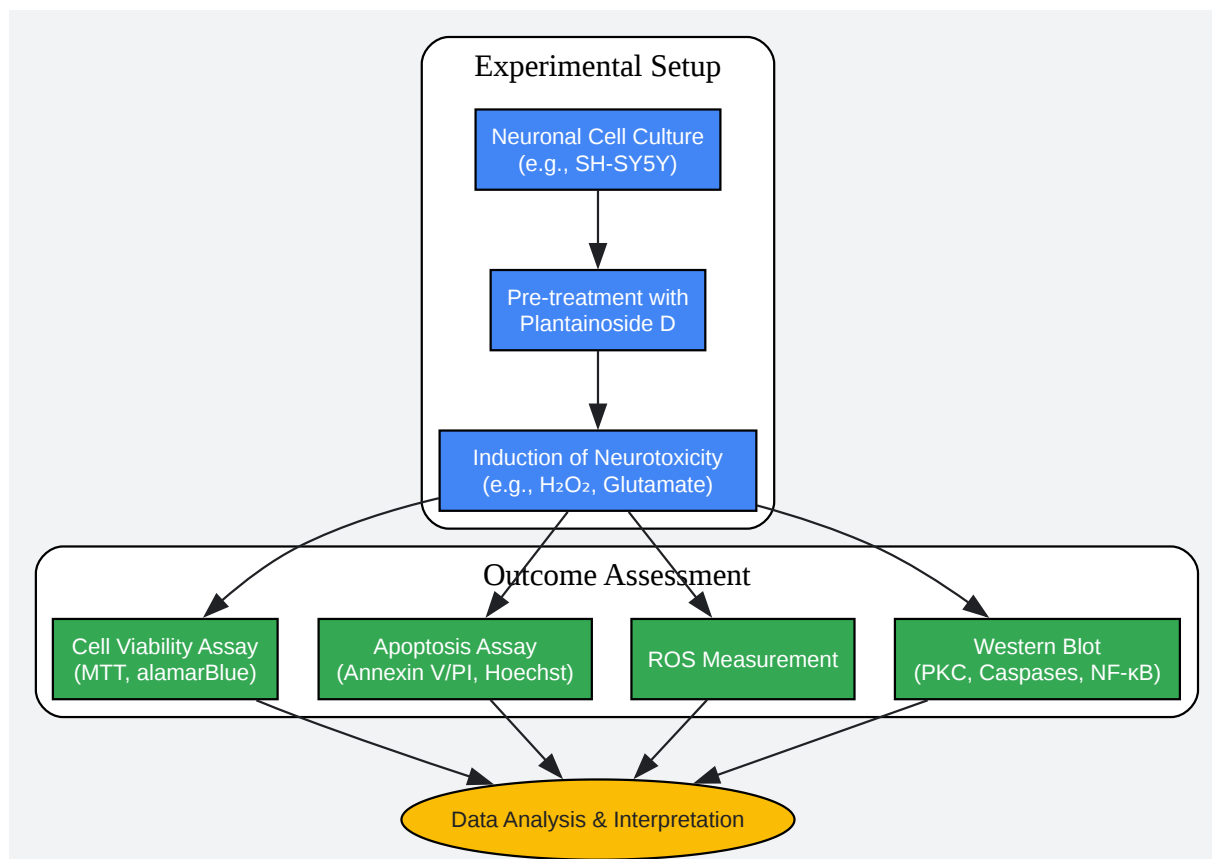 Experimental Setup
Neuronal Cell Culture
(e.g., SH-SY5Y)
Pre-treatment with
Plantainoside D
Induction of Neurotoxicity
(e.g., H₂O₂, Glutamate)
Outcome Assessment
Cell Viability Assay
(MTT, alamarBlue)
Apoptosis Assay
(Annexin V/PI, Hoechst)
ROS Measurement
Western Blot
(PKC, Caspases, NF-κB)
Data Analysis & Interpretation